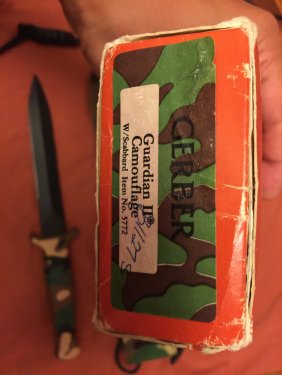 GERBER
Guardian II®
Camouflage
W/Scabbard Item No. 5772